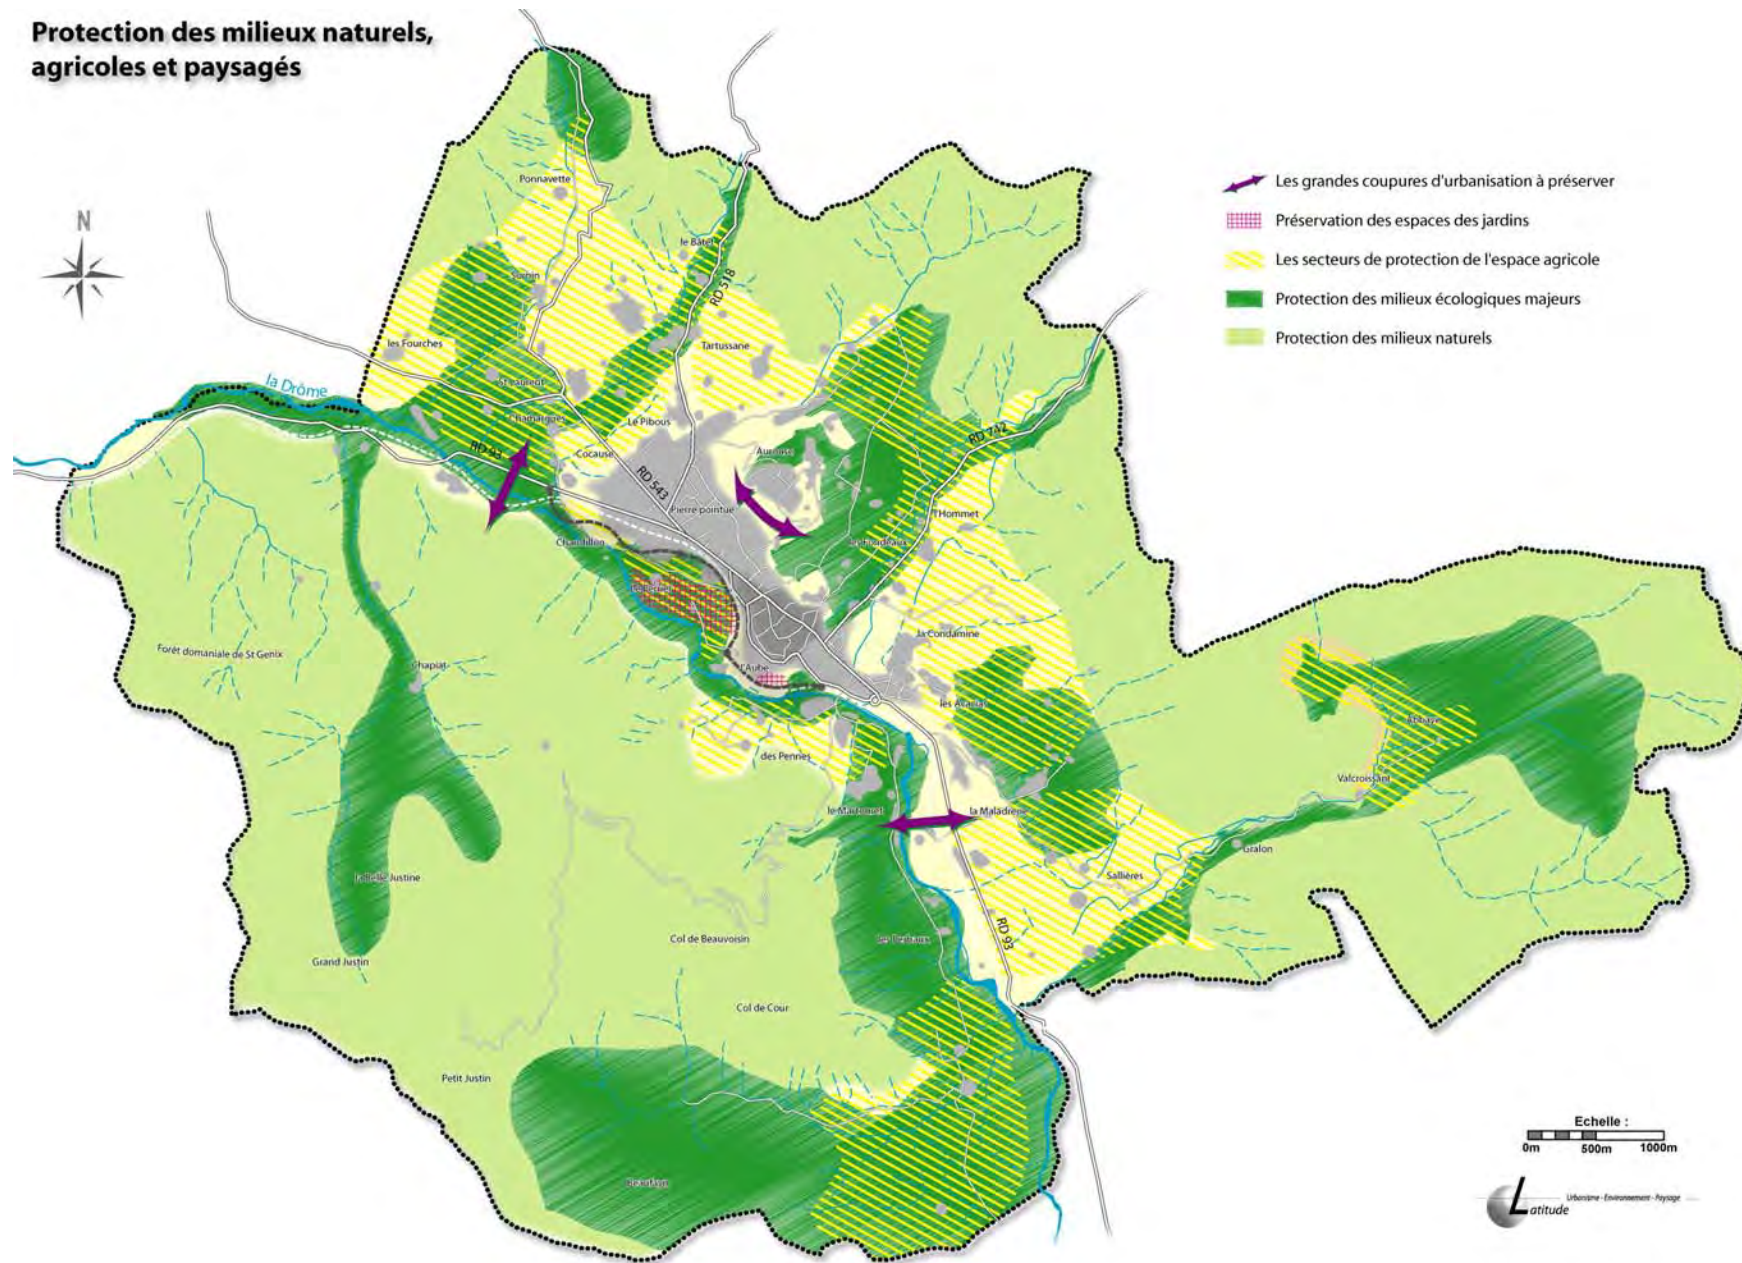 Protection des milieux naturels,
agricoles et paysagés
N
Les grandes coupures d'urbanisation à préserver
Préservation des espaces des jardins
Les secteurs de protection de l'espace agricole
Protection des milieux écologiques majeurs
Protection des milieux naturels
Ponnavette
le Bâtet
RD 518
les Fourches
Tartussane
la Drôme
St Laurent
Chamarges
Le Pibous
RD 742
RD 93
Cocause
Aurouse
RD 543
Pierre pointue
l'Hommet
Chandillon
les Foudeaux
la Condamine
Forêt domaniale de St Genix
Chapiat
l'Aube
Abbaye
des Pennes
Valcroissant
la Maladrerie
Gralon
la Belle Justine
Sallières
RD 93
Col de Beauvoisin
Grand Justin
Col de Cour
Petit Justin
Beaufayn
Echelle :
0m 500m 1000m
Urbanisme - Environnement - Paysage
Latitude